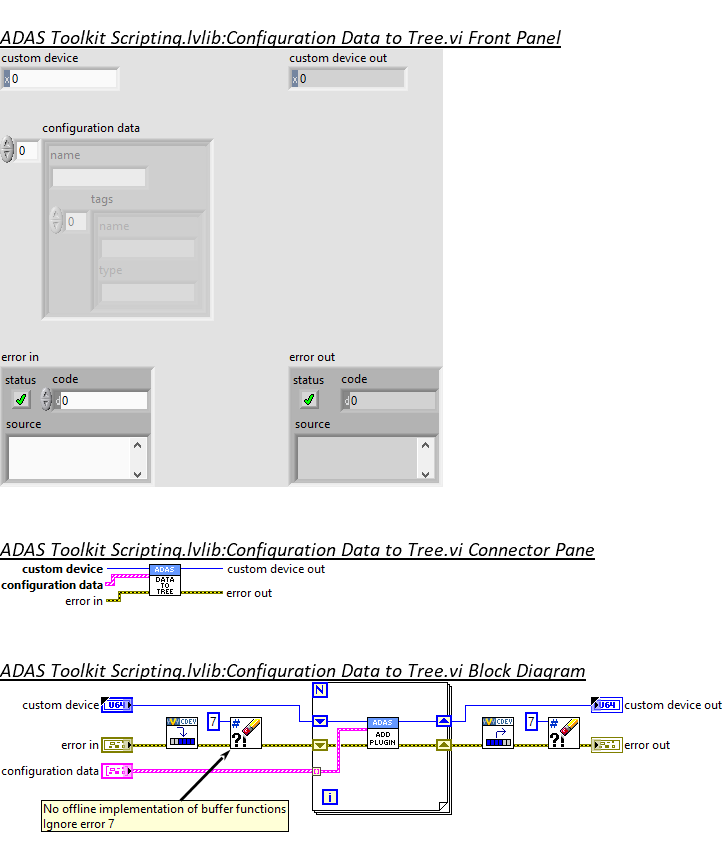 ADAS Toolkit Scripting.lvlib:Configuration Data to Tree.vi Front Panel
custom device custom device out
x 0 x 0
configuration data
0
name
tags
0
name
type
error in error out
status code status code
d 0 d 0
source source
ADAS Toolkit Scripting.lvlib:Configuration Data to Tree.vi Connector Pane
custom device ADAS custom device out
configuration data DATA
TO
error in TREE error out
ADAS Toolkit Scripting.lvlib:Configuration Data to Tree.vi Block Diagram
N
custom device U64 U64 custom device out
CDEV 7 # ?! ADAS CDEV 7 # ?!
error in ADD error out
PLUGIN
configuration data
i
No offline implementation of buffer functions
Ignore error 7